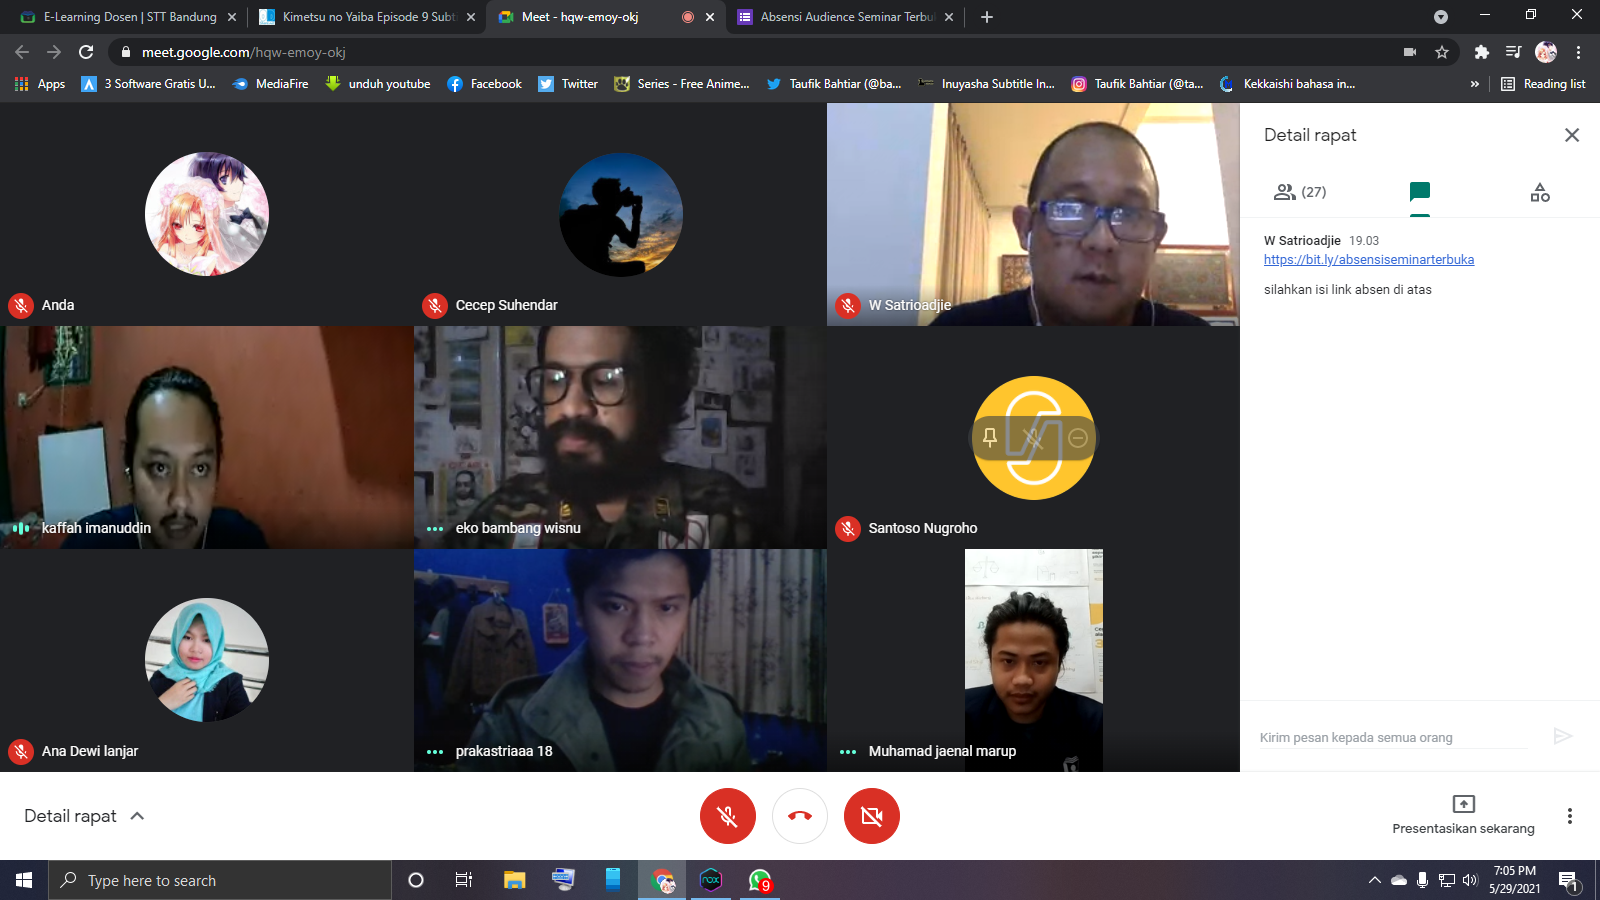 E-Learning Dosen | STT Bandung
Kimetsu no Yaiba Episode 9 Subt
Meet - hqw-emoy-okj
Absensi Audience Seminar Terbu
meet.google.com/hqw-emoy-okj
Apps
3 Software Gratis U...
MediaFire
unduh youtube
Facebook
Twitter
Series - Free Anime...
Taufik Bahtiar (@ba...
Inuyasha Subtitle In...
Taufik Bahtiar (@ta...
Kekkaishi bahasa in...
»
Reading list
Anda
Cecep Suhendar
W Satrioadjie
kaffah imanuddin
eko bambang wisnu
Santoso Nugroho
Ana Dewi lanjar
prakastriaaa 18
Muhamad jaenal marup
Detail rapat
(27)
W Satrioadjie 19.03
https://bit.ly/absensiseminarterbuka
silahkan isi link absen di atas
Kirim pesan kepada semua orang
Detail rapat
Presentasikan sekarang
Type here to search
nox
9
7:05 PM
5/29/2021
1